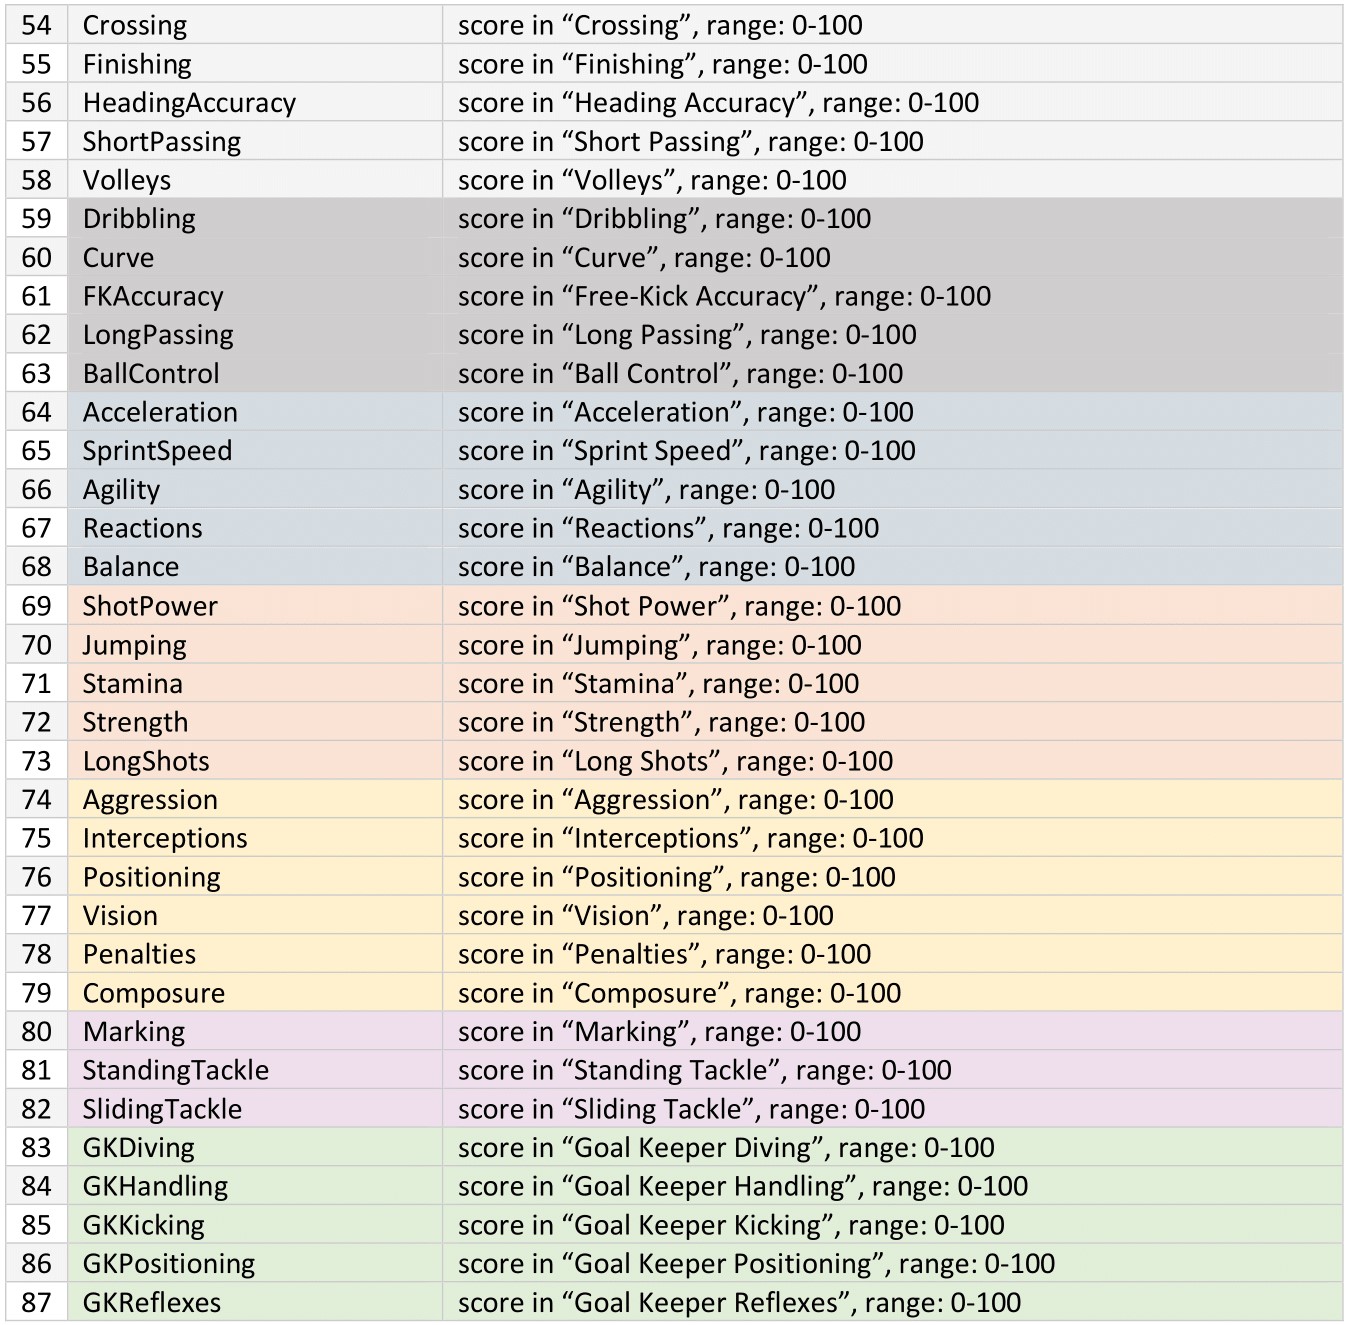 54 Crossing score in “Crossing”, range: 0-100
55 Finishing score in “Finishing”, range: 0-100
56 HeadingAccuracy score in “Heading Accuracy”, range: 0-100
57 ShortPassing score in “Short Passing”, range: 0-100
58 Volleys score in “Volleys”, range: 0-100
59 Dribbling score in “Dribbling”, range: 0-100
60 Curve score in “Curve”, range: 0-100
61 FKAccuracy score in “Free-Kick Accuracy”, range: 0-100
62 LongPassing score in “Long Passing”, range: 0-100
63 BallControl score in “Ball Control”, range: 0-100
64 Acceleration score in “Acceleration”, range: 0-100
65 SprintSpeed score in “Sprint Speed”, range: 0-100
66 Agility score in “Agility”, range: 0-100
67 Reactions score in “Reactions”, range: 0-100
68 Balance score in “Balance”, range: 0-100
69 ShotPower score in “Shot Power”, range: 0-100
70 Jumping score in “Jumping”, range: 0-100
71 Stamina score in “Stamina”, range: 0-100
72 Strength score in “Strength”, range: 0-100
73 LongShots score in “Long Shots”, range: 0-100
74 Aggression score in “Aggression”, range: 0-100
75 Interceptions score in “Interceptions”, range: 0-100
76 Positioning score in “Positioning”, range: 0-100
77 Vision score in “Vision”, range: 0-100
78 Penalties score in “Penalties”, range: 0-100
79 Composure score in “Composure”, range: 0-100
80 Marking score in “Marking”, range: 0-100
81 StandingTackle score in “Standing Tackle”, range: 0-100
82 SlidingTackle score in “Sliding Tackle”, range: 0-100
83 GKDiving score in “Goal Keeper Diving”, range: 0-100
84 GKHandling score in “Goal Keeper Handling”, range: 0-100
85 GKKicking score in “Goal Keeper Kicking”, range: 0-100
86 GKPositioning score in “Goal Keeper Positioning”, range: 0-100
87 GKReflexes score in “Goal Keeper Reflexes”, range: 0-100